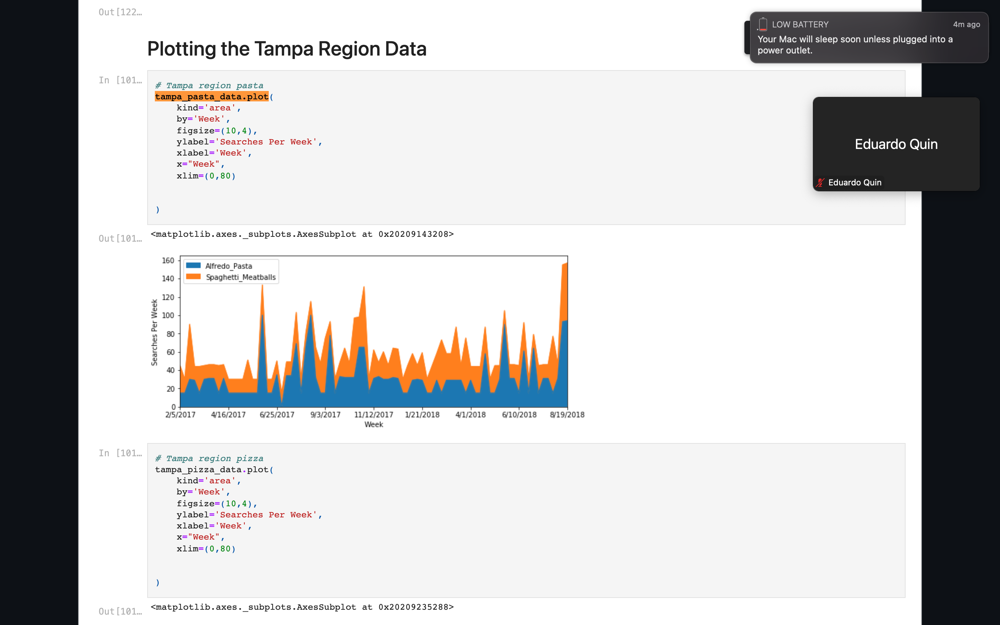 Out[122…
LOW BATTERY
4m ago
Your Mac will sleep soon unless plugged into a
power outlet.
Plotting the Tampa Region Data
In [101…
# Tampa region pasta
tampa_pasta_data.plot(
    kind='area',
    by='Week',
    figsize=(10,4),
    ylabel='Searches Per Week',
    xlabel='Week',
    x="Week",
    xlim=(0,80)
)
Eduardo Quin
Eduardo Quin
Out[101…
<matplotlib.axes._subplots.AxesSubplot at 0x20209143208>
Alfredo_Pasta
Spaghetti_Meatballs
Searches Per Week
160
140
120
100
80
60
40
20
0
2/5/2017 4/16/2017 6/25/2017 9/3/2017 11/12/2017 1/21/2018 4/1/2018 6/10/2018 8/19/2018
Week
In [101…
# Tampa region pizza
tampa_pizza_data.plot(
    kind='area',
    by='Week',
    figsize=(10,4),
    ylabel='Searches Per Week',
    xlabel='Week',
    x="Week",
    xlim=(0,80)
)
Out[101…
<matplotlib.axes._subplots.AxesSubplot at 0x20209235288>